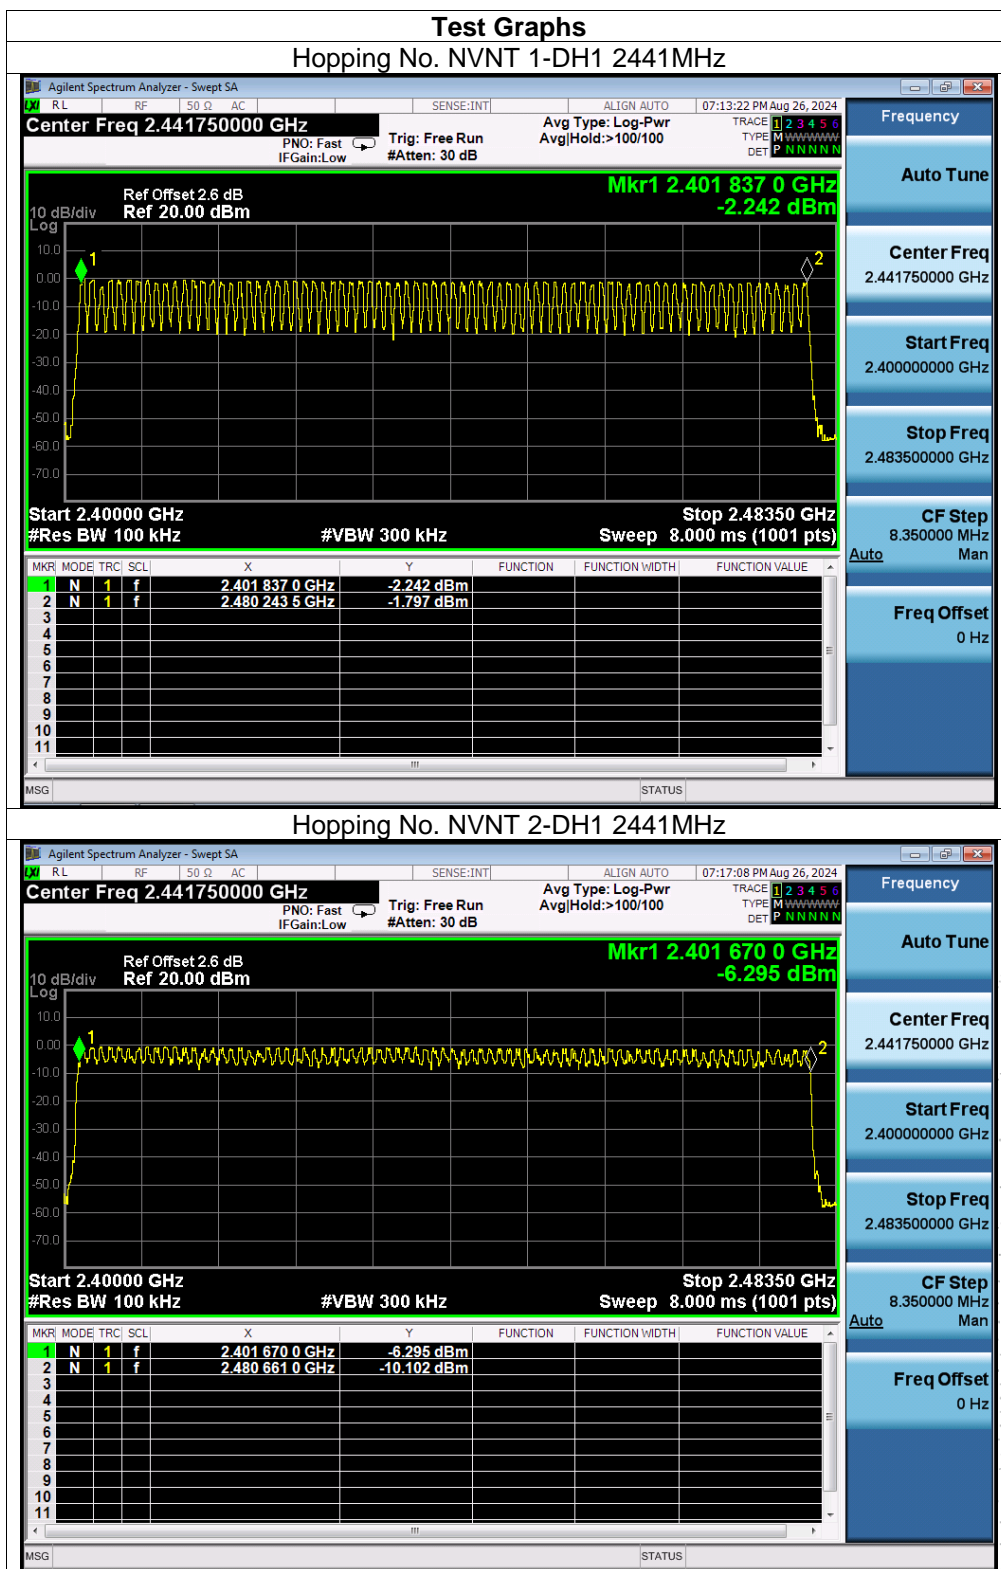 Test Graphs
Hopping No. NVNT 1-DH1 2441MHz
Agilent Spectrum Analyzer - Swept SA
LXI RL RF 50 Ω AC SENSE:INT ALIGN AUTO 07:13:22 PM Aug 26, 2024
Center Freq 2.441750000 GHz
PNO: Fast
IFGain:Low
Trig: Free Run
#Atten: 30 dB
Avg Type: Log-Pwr
Avg|Hold:>100/100
TRACE 1 2 3 4 5 6
TYPE M WWWWW
DET P N N N N N
Mkr1 2.401 837 0 GHz
-2.242 dBm
Ref Offset 2.6 dB
10 dB/div Ref 20.00 dBm
Log
10.0
0.00
-10.0
-20.0
-30.0
-40.0
-50.0
-60.0
-70.0
1
2
Start 2.40000 GHz Stop 2.48350 GHz
#Res BW 100 kHz #VBW 300 kHz Sweep 8.000 ms (1001 pts)
MKR MODE TRC SCL X Y FUNCTION FUNCTION WIDTH FUNCTION VALUE
1 N 1 f 2.401 837 0 GHz -2.242 dBm
2 N 1 f 2.480 243 5 GHz -1.797 dBm
3
4
5
6
7
8
9
10
11
MSG STATUS
Frequency
Auto Tune
Center Freq
2.441750000 GHz
Start Freq
2.400000000 GHz
Stop Freq
2.483500000 GHz
CF Step
8.350000 MHz
Auto Man
Freq Offset
0 Hz
Hopping No. NVNT 2-DH1 2441MHz
Agilent Spectrum Analyzer - Swept SA
LXI RL RF 50 Ω AC SENSE:INT ALIGN AUTO 07:17:08 PM Aug 26, 2024
Center Freq 2.441750000 GHz
PNO: Fast
IFGain:Low
Trig: Free Run
#Atten: 30 dB
Avg Type: Log-Pwr
Avg|Hold:>100/100
TRACE 1 2 3 4 5 6
TYPE M WWWWW
DET P N N N N N
Mkr1 2.401 670 0 GHz
-6.295 dBm
Ref Offset 2.6 dB
10 dB/div Ref 20.00 dBm
Log
10.0
0.00
-10.0
-20.0
-30.0
-40.0
-50.0
-60.0
-70.0
1
2
Start 2.40000 GHz Stop 2.48350 GHz
#Res BW 100 kHz #VBW 300 kHz Sweep 8.000 ms (1001 pts)
MKR MODE TRC SCL X Y FUNCTION FUNCTION WIDTH FUNCTION VALUE
1 N 1 f 2.401 670 0 GHz -6.295 dBm
2 N 1 f 2.480 661 0 GHz -10.102 dBm
3
4
5
6
7
8
9
10
11
MSG STATUS
Frequency
Auto Tune
Center Freq
2.441750000 GHz
Start Freq
2.400000000 GHz
Stop Freq
2.483500000 GHz
CF Step
8.350000 MHz
Auto Man
Freq Offset
0 Hz